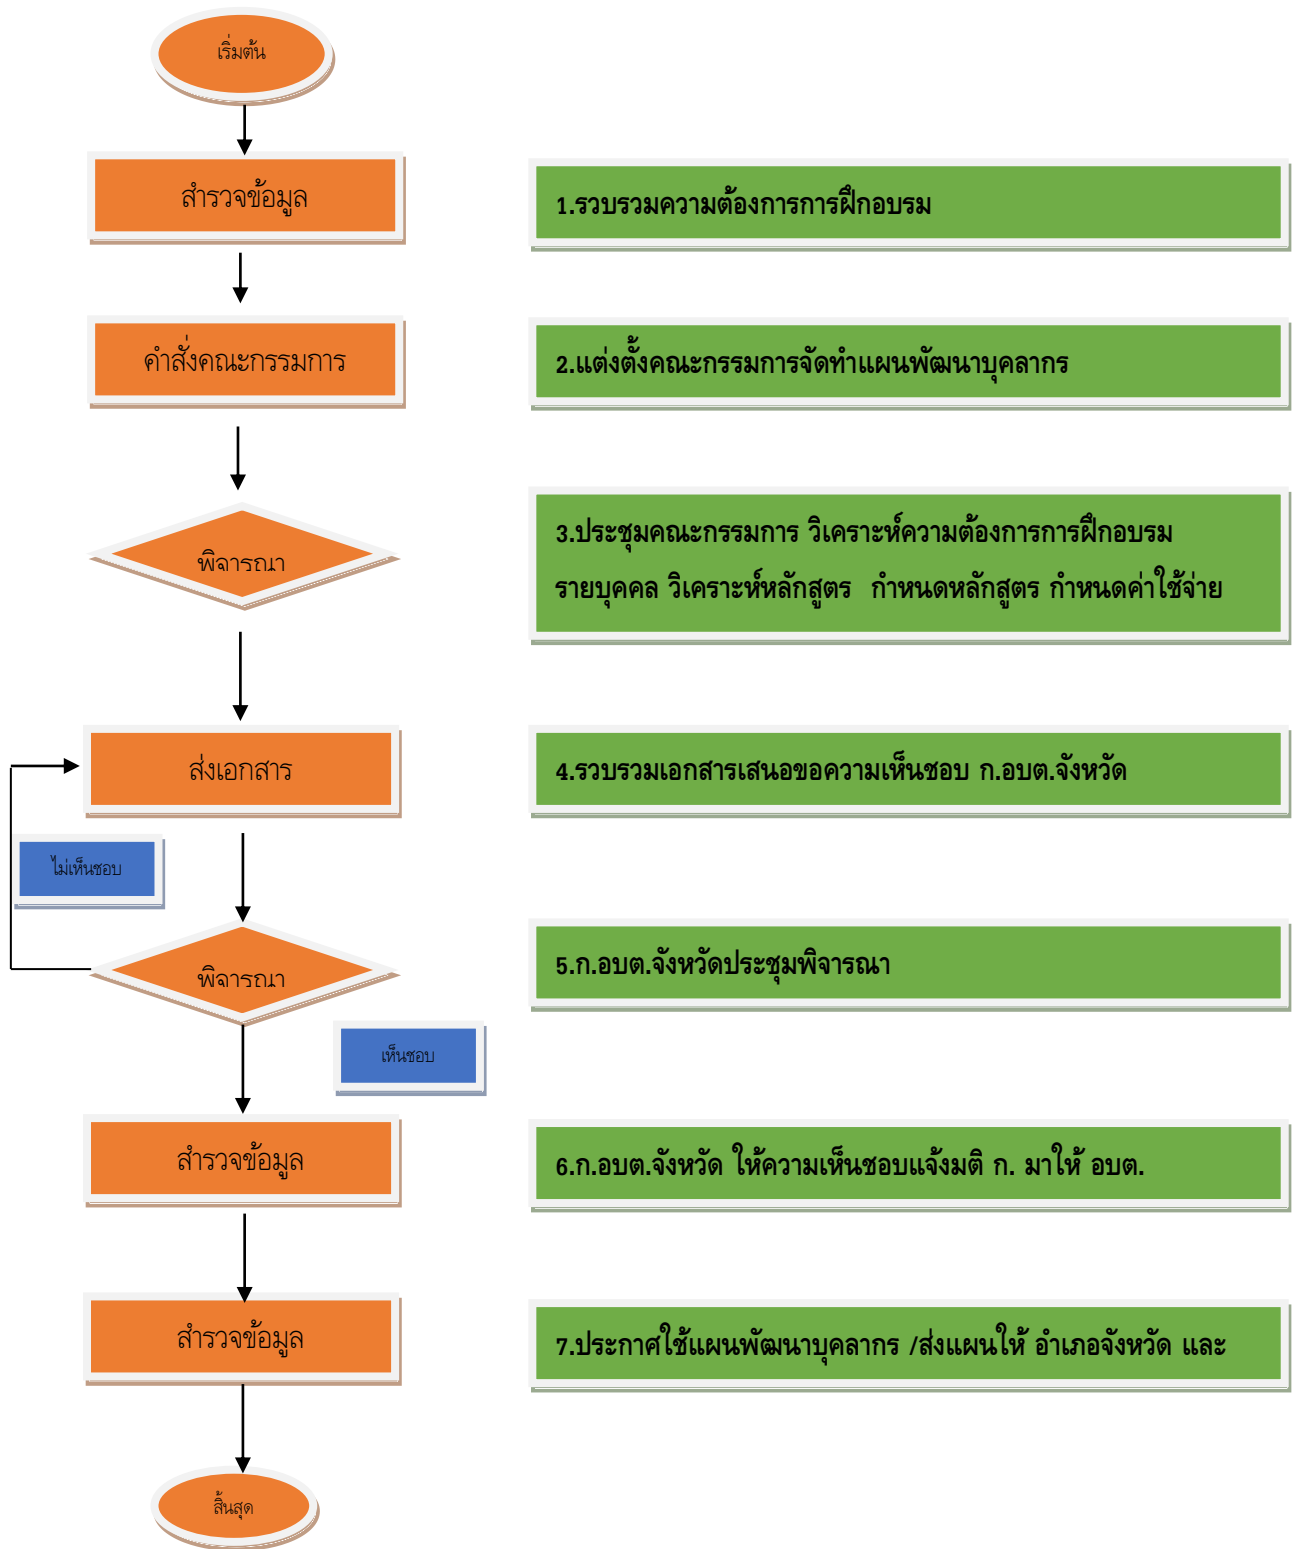 เริ่มต้น
สำรวจข้อมูล
1.รวบรวมความต้องการการฝึกอบรม
คำสั่งคณะกรรมการ
2.แต่งตั้งคณะกรรมการจัดทำแผนพัฒนาบุคลากร
พิจารณา
3.ประชุมคณะกรรมการ วิเคราะห์ความต้องการการฝึกอบรม
รายบุคคล วิเคราะห์หลักสูตร กำหนดหลักสูตร กำหนดค่าใช้จ่าย
ส่งเอกสาร
4.รวบรวมเอกสารเสนอขอความเห็นชอบ ก.อบต.จังหวัด
ไม่เห็นชอบ
พิจารณา
5.ก.อบต.จังหวัดประชุมพิจารณา
เห็นชอบ
สำรวจข้อมูล
6.ก.อบต.จังหวัด ให้ความเห็นชอบแจ้งมติ ก. มาให้ อบต.
สำรวจข้อมูล
7.ประกาศใช้แผนพัฒนาบุคลากร /ส่งแผนให้ อำเภอจังหวัด และ
สิ้นสุด